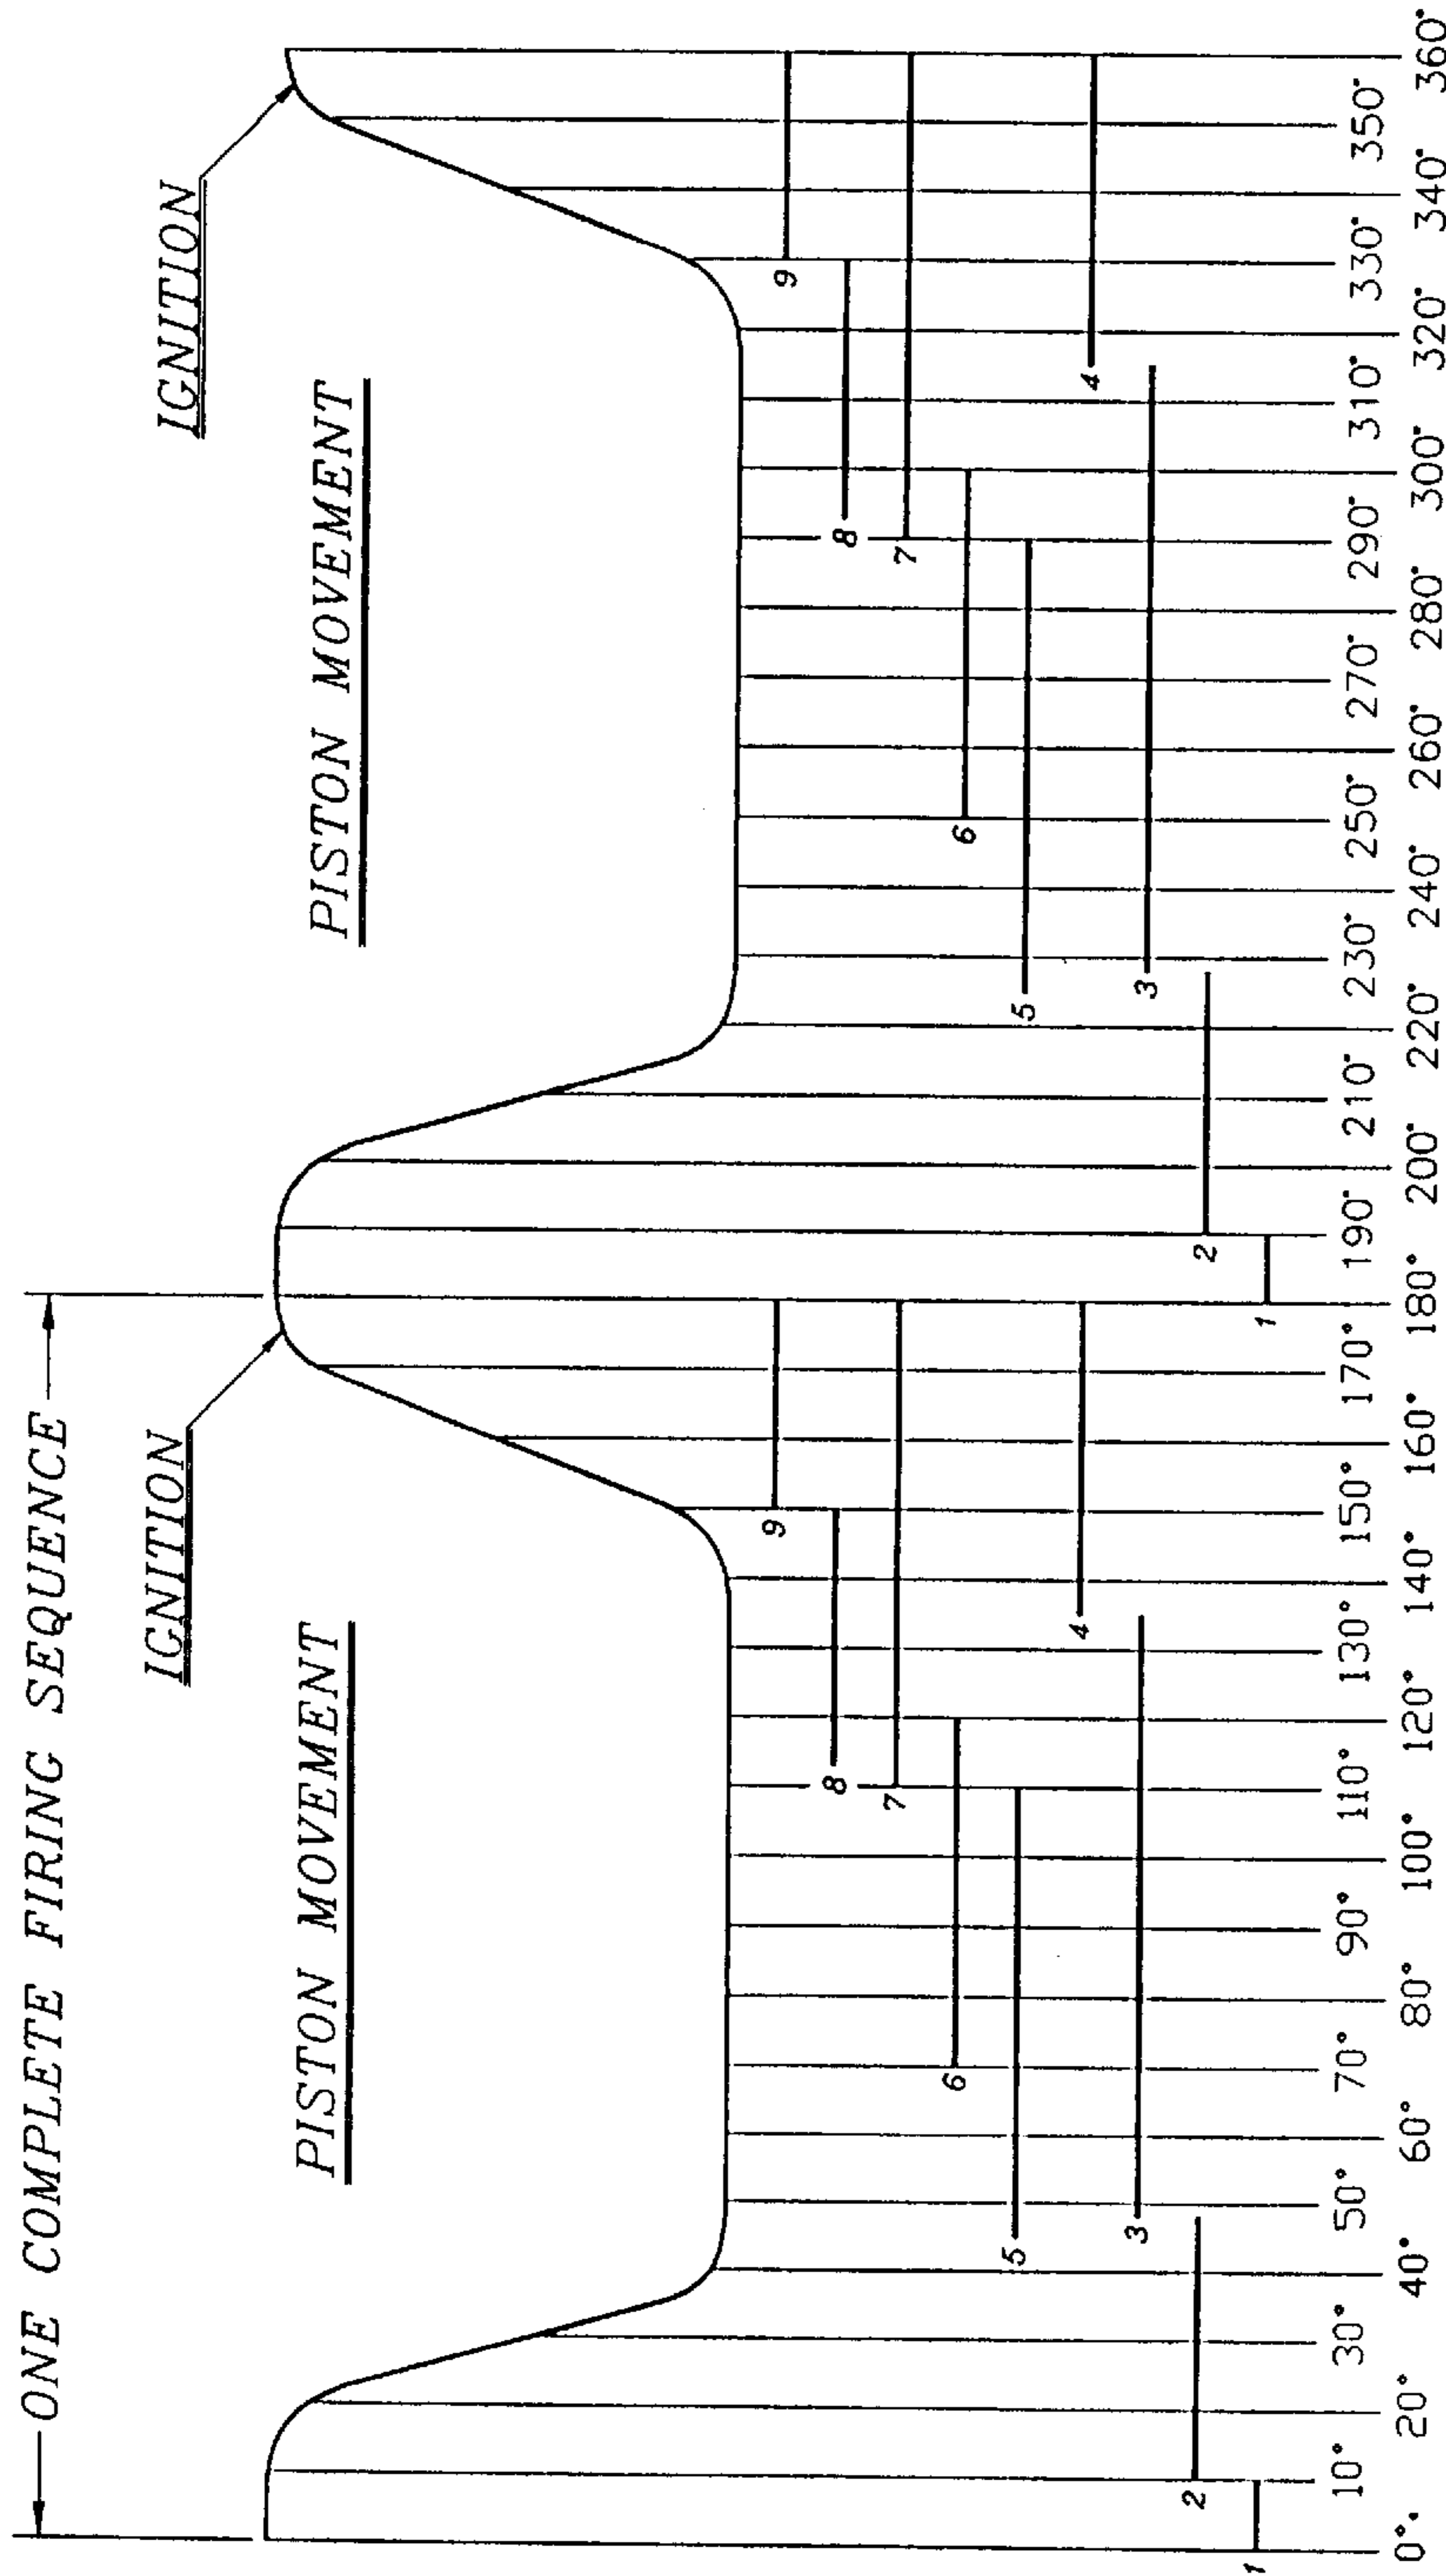 ONE COMPLETE FIRING SEQUENCE
IGNITION
IGNITION
PISTON MOVEMENT
PISTON MOVEMENT
9
9
8
8
7
7
6
6
5
5
4
4
3
3
2
2
1
1
10° 30° 50° 70° 90° 110° 130° 150° 170° 190° 210° 230° 250° 270° 290° 310° 330° 350°
0°. 20° 40° 60° 80° 100° 120° 140° 160° 180° 200° 220° 240° 260° 280° 300° 320° 340° 360°